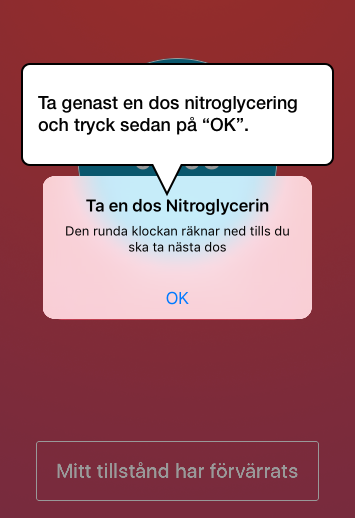 Ta genast en dos nitroglycering
och tryck sedan på “OK”.
Ta en dos Nitroglycerin
Den runda klockan räknar ned tills du
ska ta nästa dos
OK
Mitt tillstånd har förvärrats